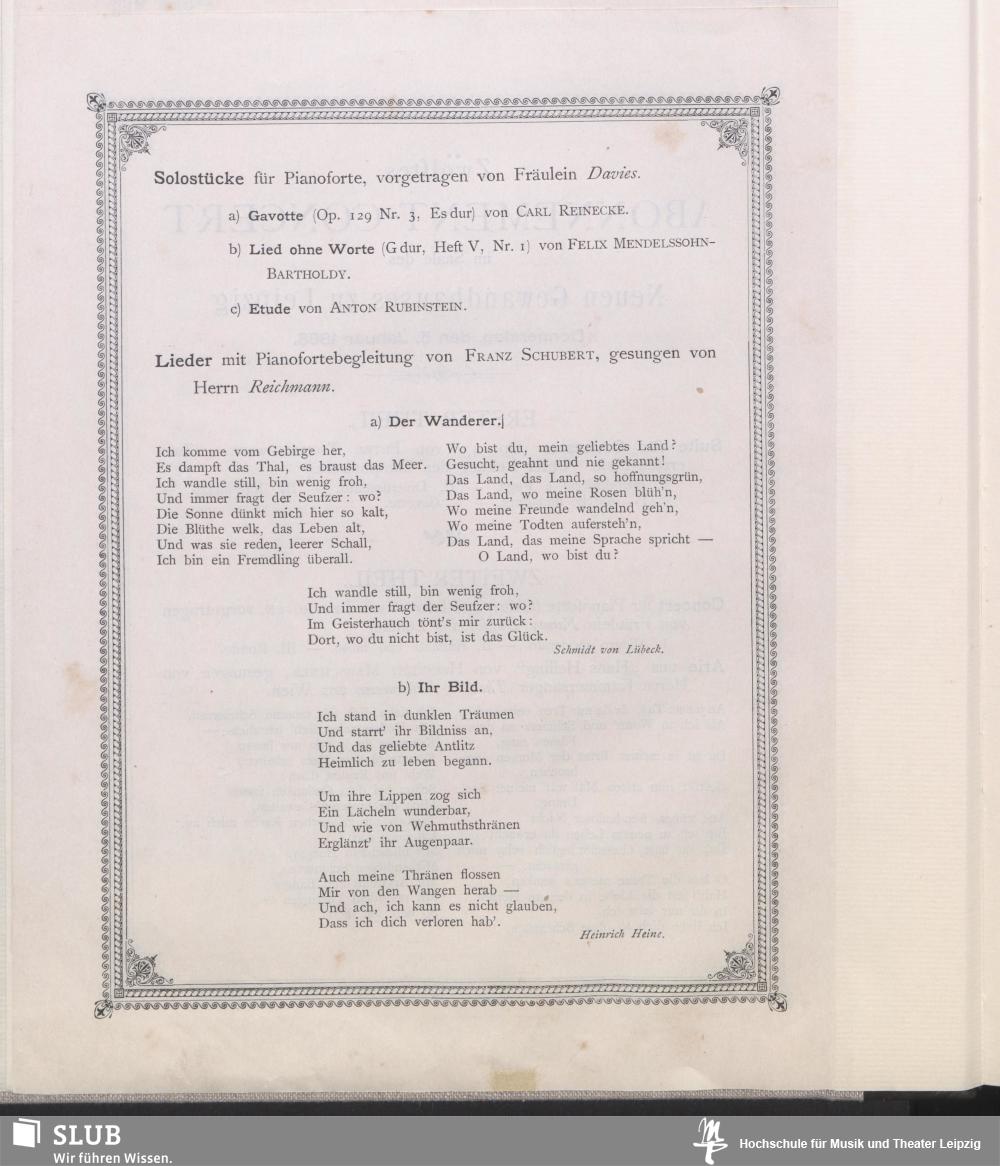 Solostücke für Pianoforte, vorgetragen von Fräulein Davies.
a) Gavotte (Op. 129 Nr. 3, Es dur) von CARL REINECKE.
b) Lied ohne Worte (G dur, Heft V, Nr. 1) von FELIX MENDELSSOHN-
BARTHOLDY.
c) Etude von ANTON RUBINSTEIN.
Lieder mit Pianofortebegleitung von FRANZ SCHUBERT, gesungen von
Herrn Reichmann.
a) Der Wanderer.
Ich komme vom Gebirge her,
Es dampft das Thal, es braust das Meer.
Ich wandle still, bin wenig froh,
Und immer fragt der Seufzer: wo?
Die Sonne dünkt mich hier so kalt,
Die Blüthe welk, das Leben alt,
Und was sie reden, leerer Schall,
Ich bin ein Fremdling überall.
Wo bist du, mein geliebtes Land?
Gesucht, geahnt und nie gekannt!
Das Land, das Land, so hoffnungsgrün,
Das Land, wo meine Rosen blüh'n,
Wo meine Freunde wandelnd geh'n,
Wo meine Todten aufersteh'n,
Das Land, das meine Sprache spricht —
O Land, wo bist du?
Ich wandle still, bin wenig froh,
Und immer fragt der Seufzer: wo?
Im Geisterhauch tönt's mir zurück:
Dort, wo du nicht bist, ist das Glück.
Schmidt von Lübeck.
b) Ihr Bild.
Ich stand in dunklen Träumen
Und starrt' ihr Bildniss an,
Und das geliebte Antlitz
Heimlich zu leben begann.
Um ihre Lippen zog sich
Ein Lächeln wunderbar,
Und wie von Wehmuthsthränen
Erglänzt' ihr Augenpaar.
Auch meine Thränen flossen
Mir von den Wangen herab —
Und ach, ich kann es nicht glauben,
Dass ich dich verloren hab'.
Heinrich Heine.
SLUB
Wir führen Wissen.
Hochschule für Musik und Theater Leipzig